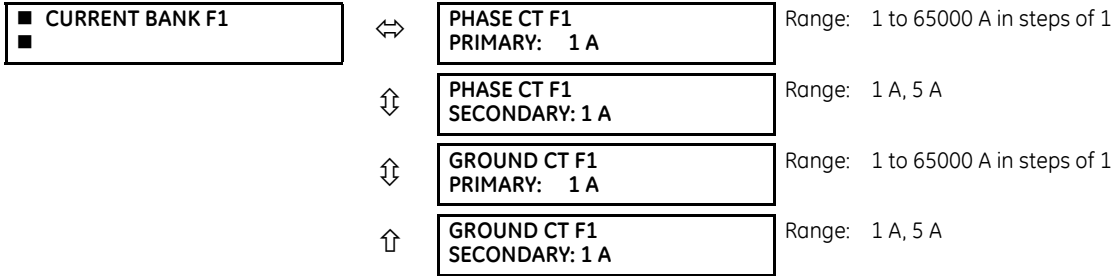 ■ CURRENT BANK F1
■
PHASE CT F1
PRIMARY: 1 A
Range: 1 to 65000 A in steps of 1
PHASE CT F1
SECONDARY: 1 A
Range: 1 A, 5 A
GROUND CT F1
PRIMARY: 1 A
Range: 1 to 65000 A in steps of 1
GROUND CT F1
SECONDARY: 1 A
Range: 1 A, 5 A